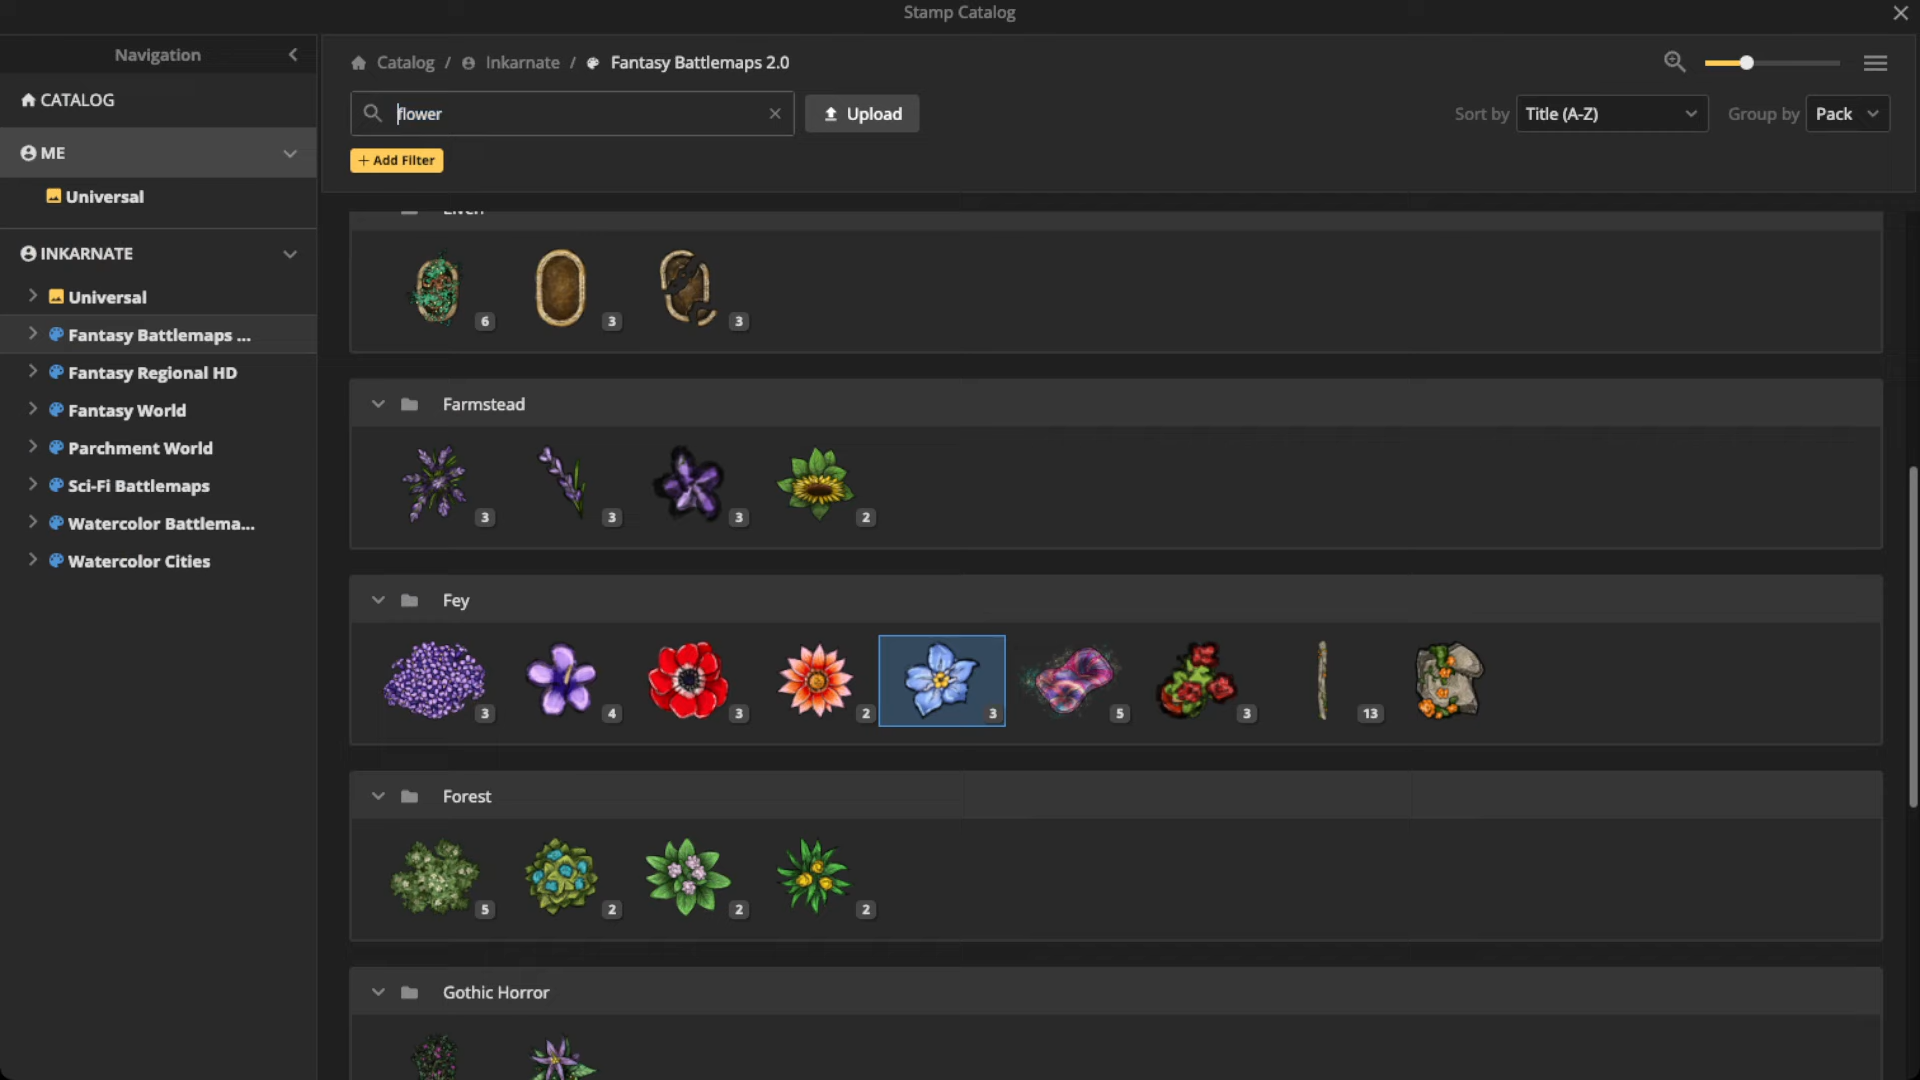 Stamp Catalog
Navigation
CATALOG
ME
Universal
INKARNATE
Universal
Fantasy Battlemaps ...
Fantasy Regional HD
Fantasy World
Parchment World
Sci-Fi Battlemaps
Watercolor Battlema...
Watercolor Cities
Catalog / Inkarnate / Fantasy Battlemaps 2.0
flower
Upload
Sort by Title (A-Z) Group by Pack
+ Add Filter
6 3 3
Farmstead
3 3 3 2
Fey
3 4 3 2 3 5 3 13
Forest
5 2 2 2
Gothic Horror